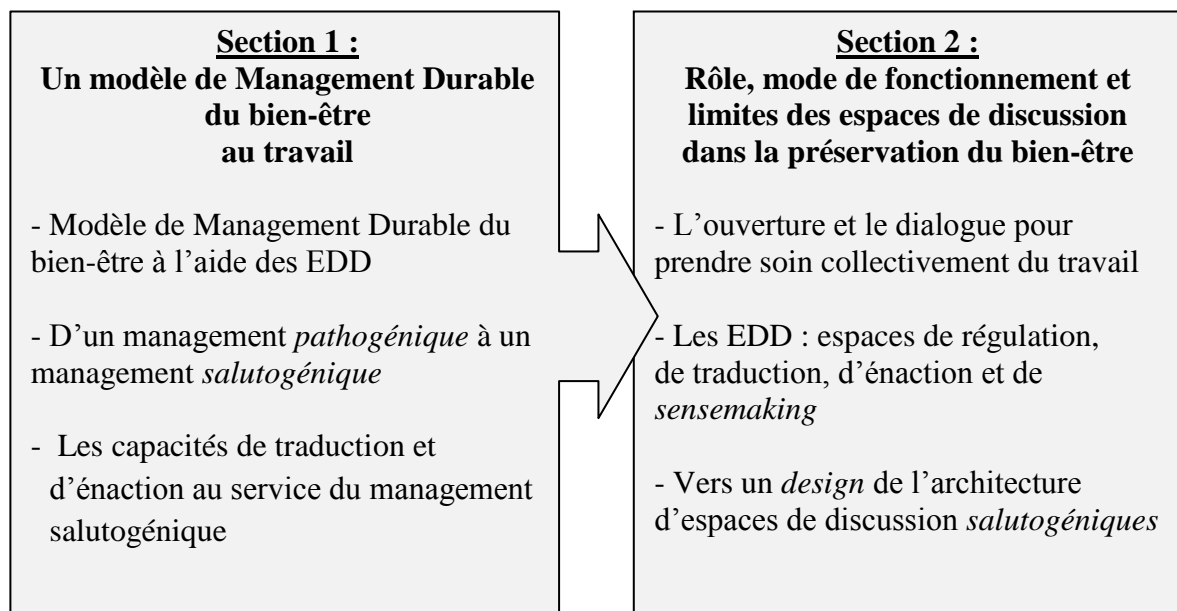 Section 1 :
Un modèle de Management Durable
du bien-être
au travail
- Modèle de Management Durable du
bien-être à l’aide des EDD
- D’un management pathogénique à un
management salutogénique
- Les capacités de traduction et
d’énaction au service du management
salutogénique
Section 2 :
Rôle, mode de fonctionnement et
limites des espaces de discussion
dans la préservation du bien-être
- L’ouverture et le dialogue pour
prendre soin collectivement du travail
- Les EDD : espaces de régulation,
de traduction, d’énaction et de
sensemaking
- Vers un design de l’architecture
d’espaces de discussion salutogéniques